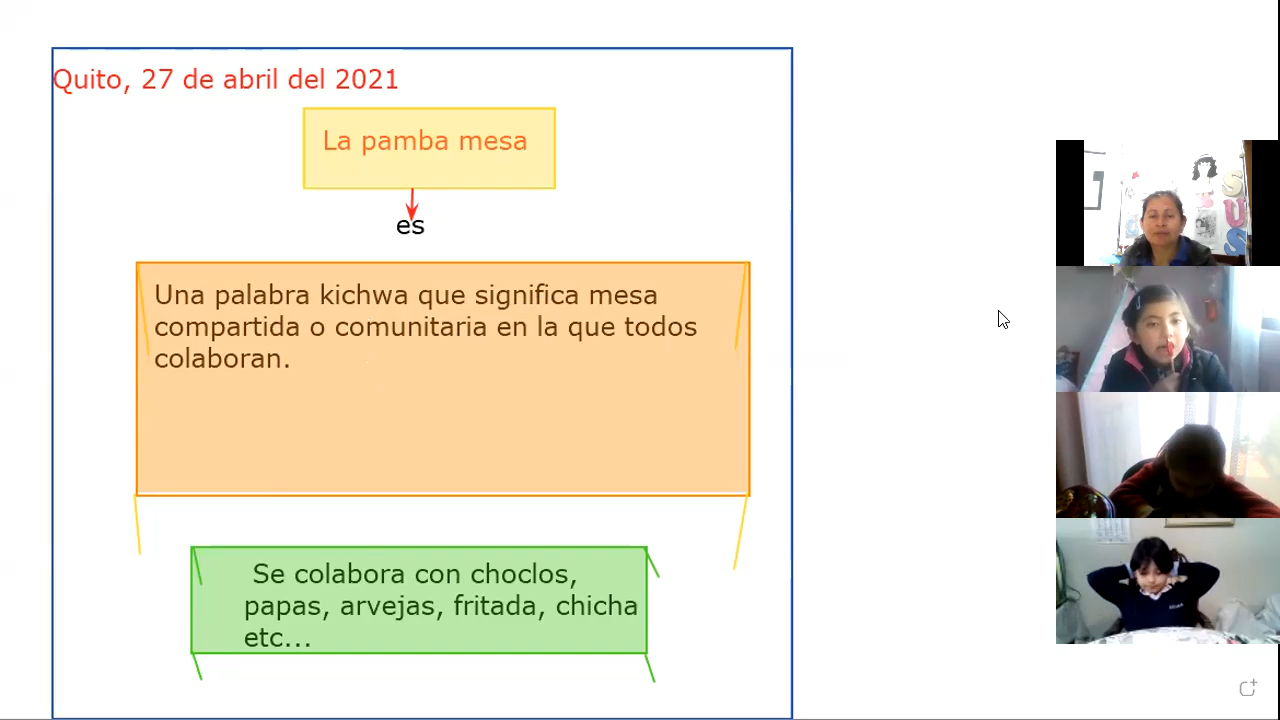 Quito, 27 de abril del 2021
La pamba mesa
es
Una palabra kichwa que significa mesa
compartida o comunitaria en la que todos
colaboran.
Se colabora con choclos,
papas, arvejas, fritada, chicha
etc...
SUS